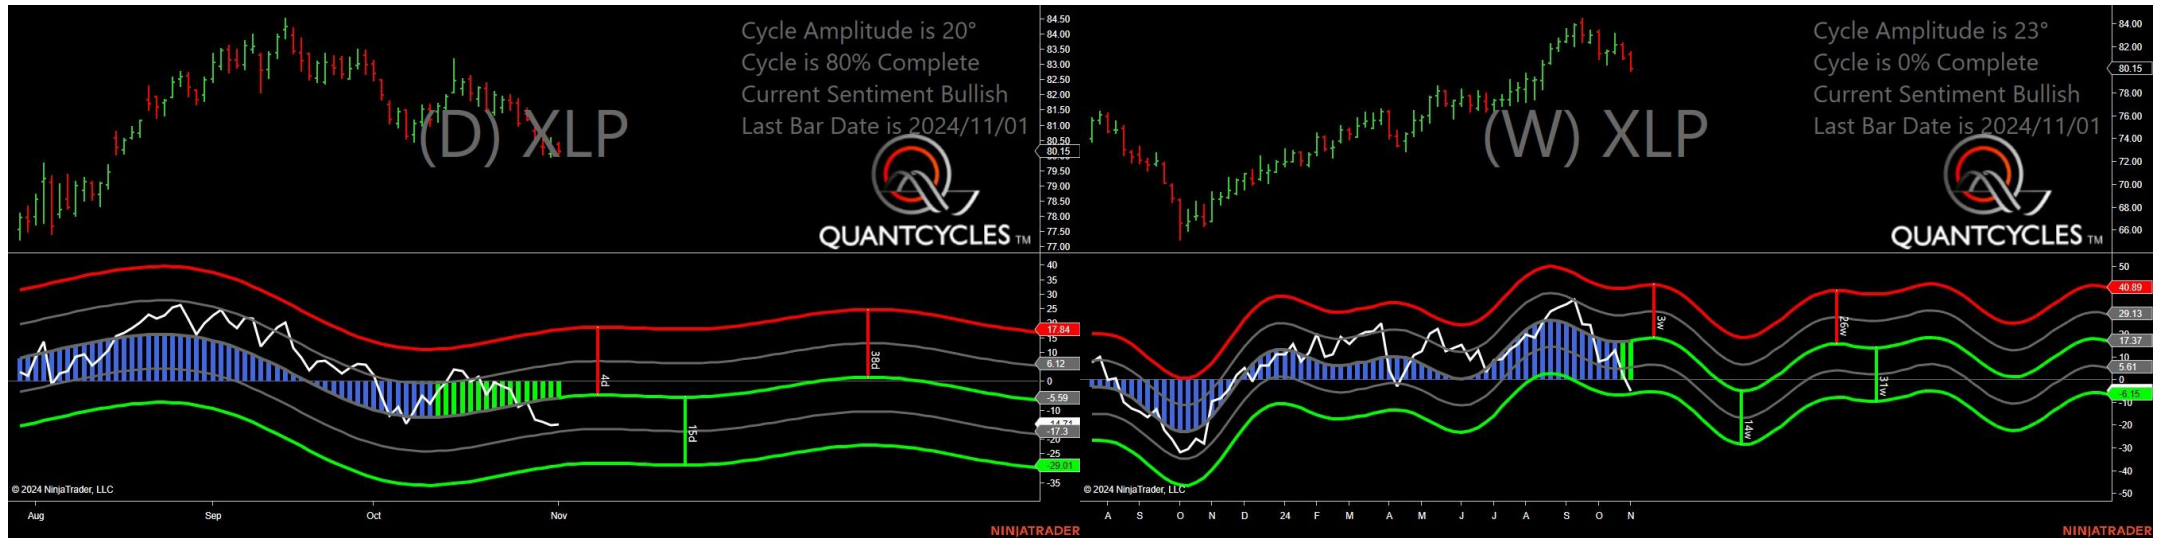 Cycle Amplitude is 20°
Cycle is 80% Complete
Current Sentiment Bullish
Last Bar Date is 2024/11/01
(D) XLP
QUANTCYCLES TM
84.50
84.00
83.50
83.00
82.50
82.00
81.50
81.00
80.50
80.15
79.50
79.00
78.50
78.00
77.50
77.00
40
35
30
25
20
17.84
15
10
6.12
0
-5.59
-10
-17.3
-20
-25
-29.01
-35
4d
15d
38d
© 2024 NinjaTrader, LLC
Aug Sep Oct Nov
NINJATRADER
Cycle Amplitude is 23°
Cycle is 0% Complete
Current Sentiment Bullish
Last Bar Date is 2024/11/01
(W) XLP
QUANTCYCLES TM
84.00
82.00
80.15
78.00
76.00
74.00
72.00
70.00
68.00
66.00
50
40.89
29.13
20
17.37
10
5.61
0
-6.15
-10
-20
-30
-40
-50
3w
14w
26w
31w
© 2024 NinjaTrader, LLC
A S O N D 24 F M A M J J A S O N
NINJATRADER